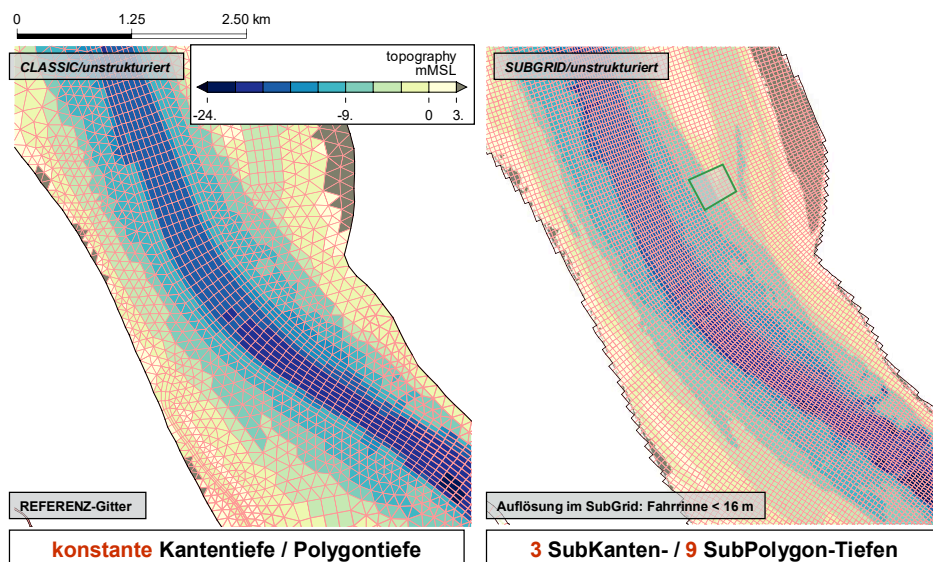 0 1.25 2.50 km
CLASSIC/unstrukturiert
topography
mMSL
-24. -9. 0 3.
SUBGRID/unstrukturiert
REFERENZ-Gitter
Auflösung im SubGrid: Fahrrinne < 16 m
konstante Kantentiefe / Polygontiefe
3 SubKanten- / 9 SubPolygon-Tiefen